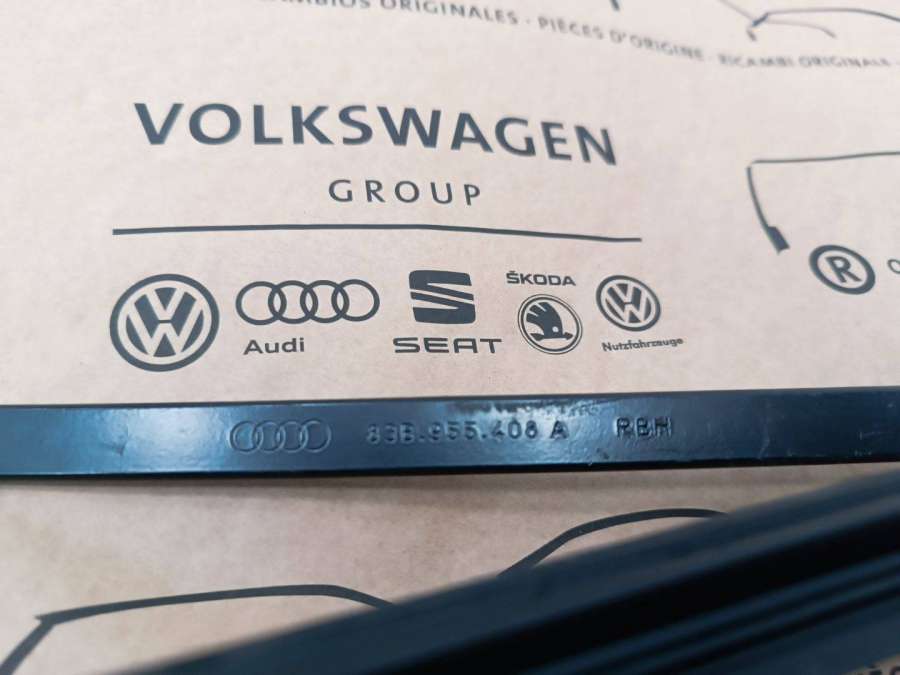 CAMBIOS ORIGINALES · PIÈCES D'ORIGINE · RICAMBI ORIGINALI ·
VOLKSWAGEN
GROUP
®
Audi
SEAT
ŠKODA
Nutzfahrzeuge
83B.955.408 A RBH